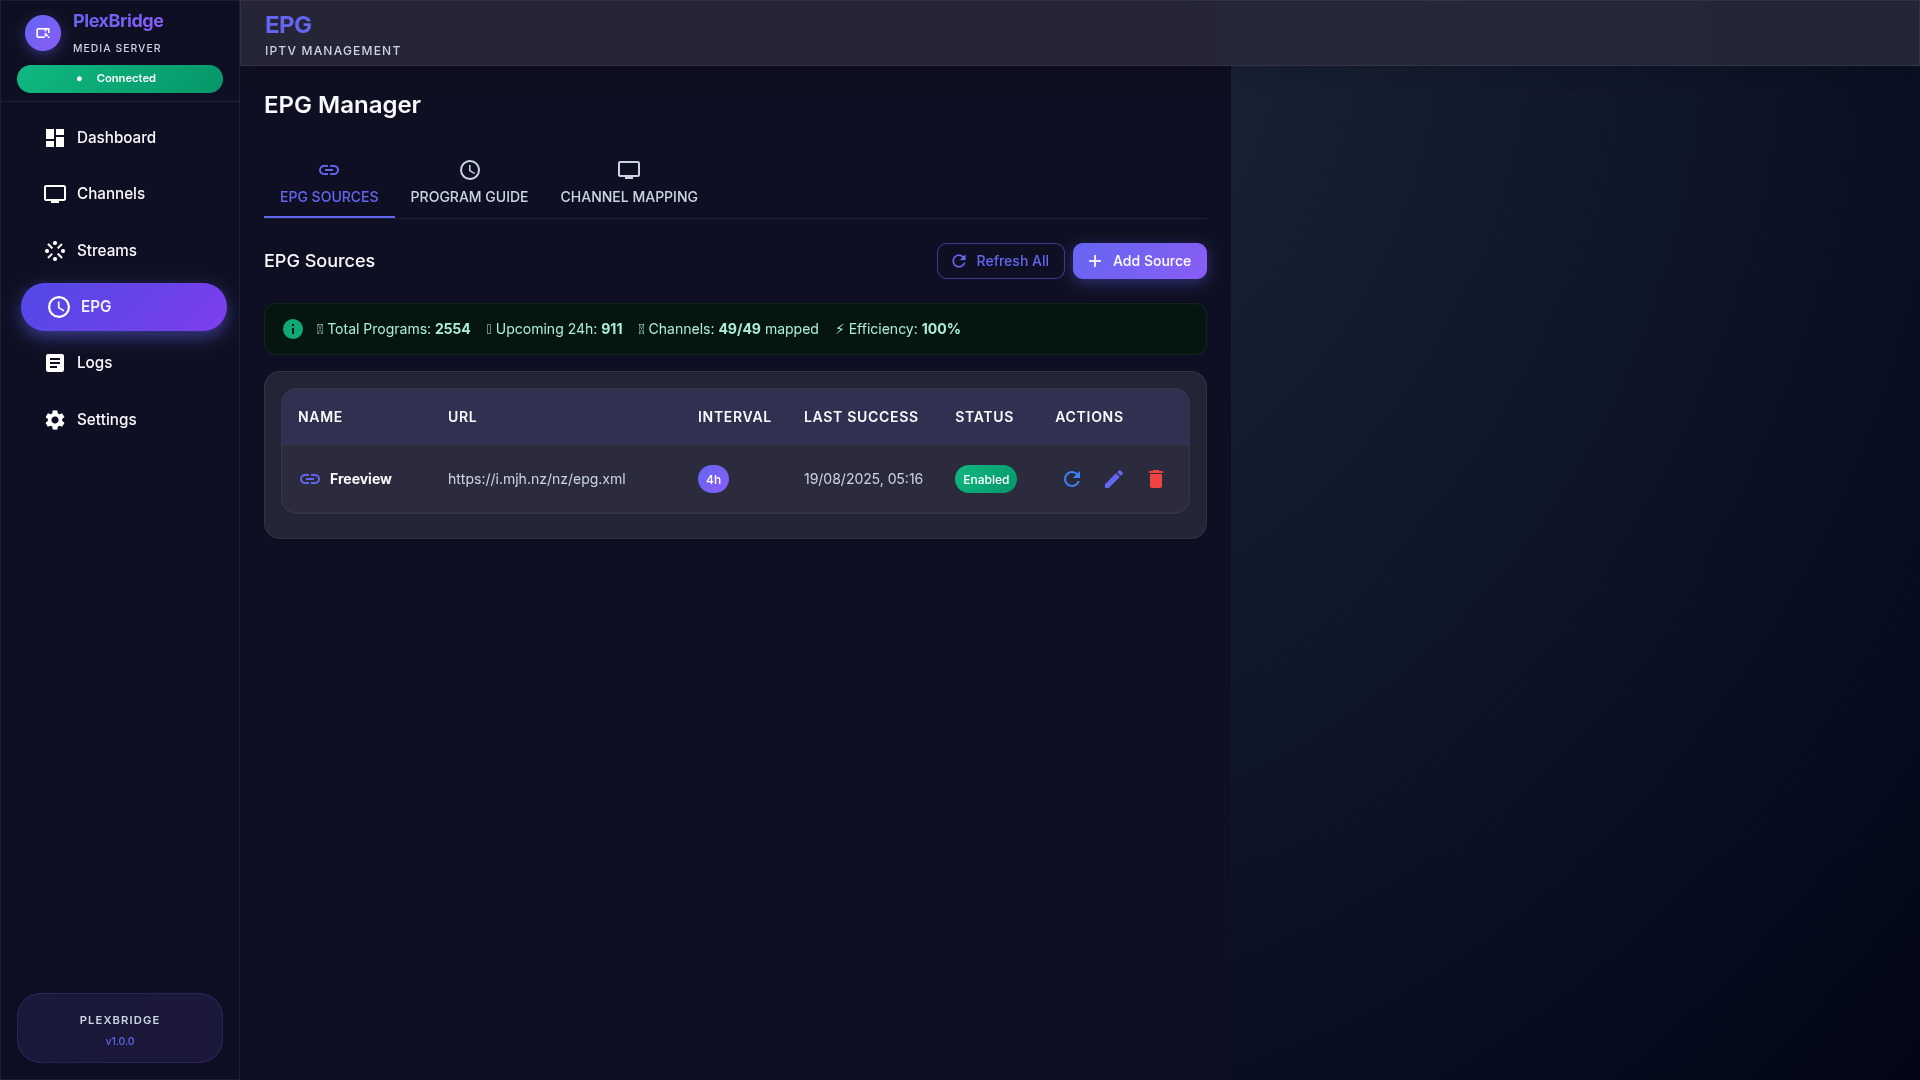 PlexBridge
MEDIA SERVER
Connected
Dashboard
Channels
Streams
EPG
Logs
Settings
PLEXBRIDGE
v1.0.0
EPG
IPTV MANAGEMENT
EPG Manager
EPG SOURCES
PROGRAM GUIDE
CHANNEL MAPPING
EPG Sources
Refresh All
Add Source
Total Programs: 2554 Upcoming 24h: 911 Channels: 49/49 mapped ⚡ Efficiency: 100%
NAME URL INTERVAL LAST SUCCESS STATUS ACTIONS
Freeview https://i.mjh.nz/nz/epg.xml 4h 19/08/2025, 05:16 Enabled